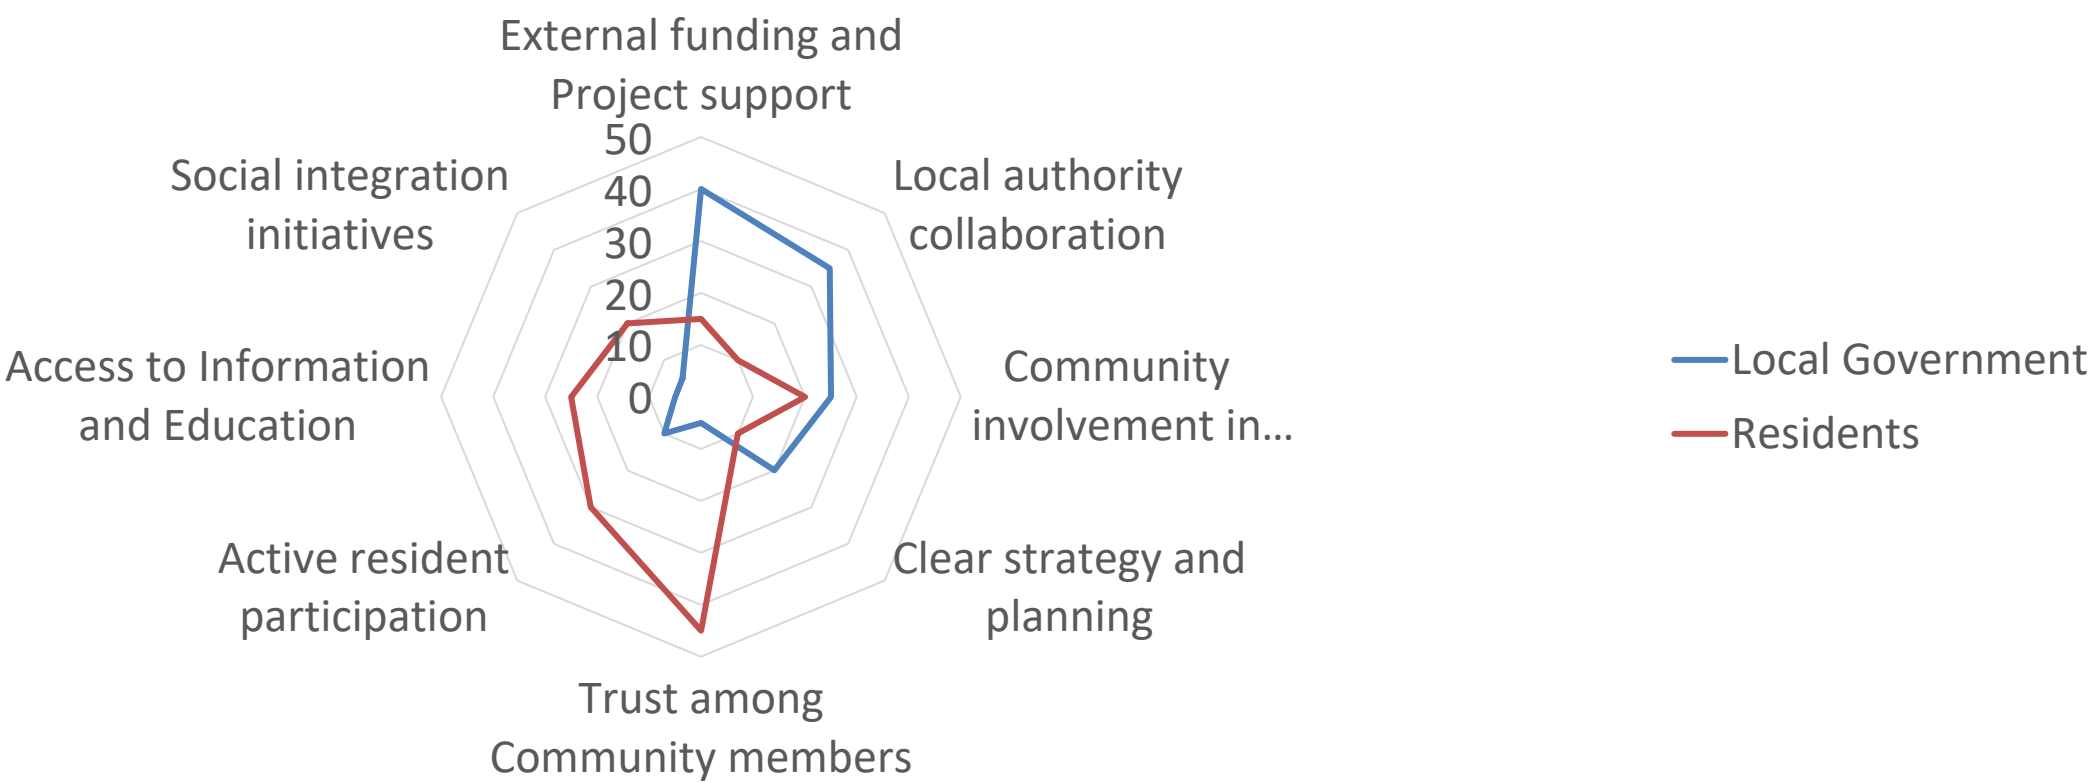 External funding and
Project support
Local authority
collaboration
Community
involvement in...
Clear strategy and
planning
Trust among
Community members
Active resident
participation
Access to Information
and Education
Social integration
initiatives
50
40
30
20
10
0
Local Government
Residents